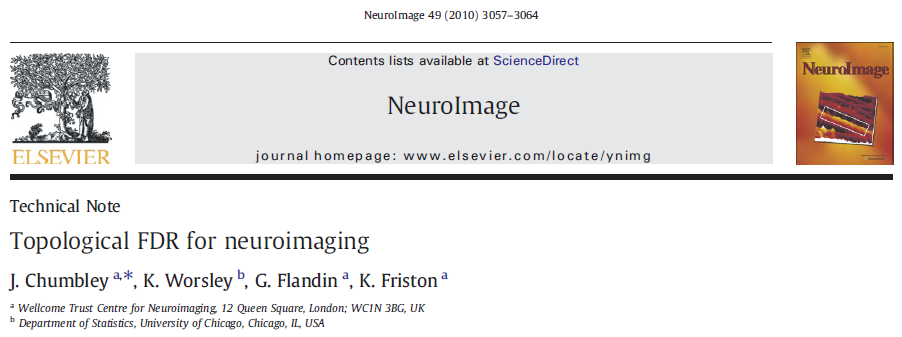 NeuroImage 49 (2010) 3057–3064
Contents lists available at ScienceDirect
NeuroImage
journal homepage: www.elsevier.com/locate/ynimg
ELSEVIER
NeuroImage
Technical Note
Topological FDR for neuroimaging
J. Chumbley a,*, K. Worsley b, G. Flandin a, K. Friston a
a Wellcome Trust Centre for Neuroimaging, 12 Queen Square, London; WC1N 3BG, UK
b Department of Statistics, University of Chicago, Chicago, IL, USA